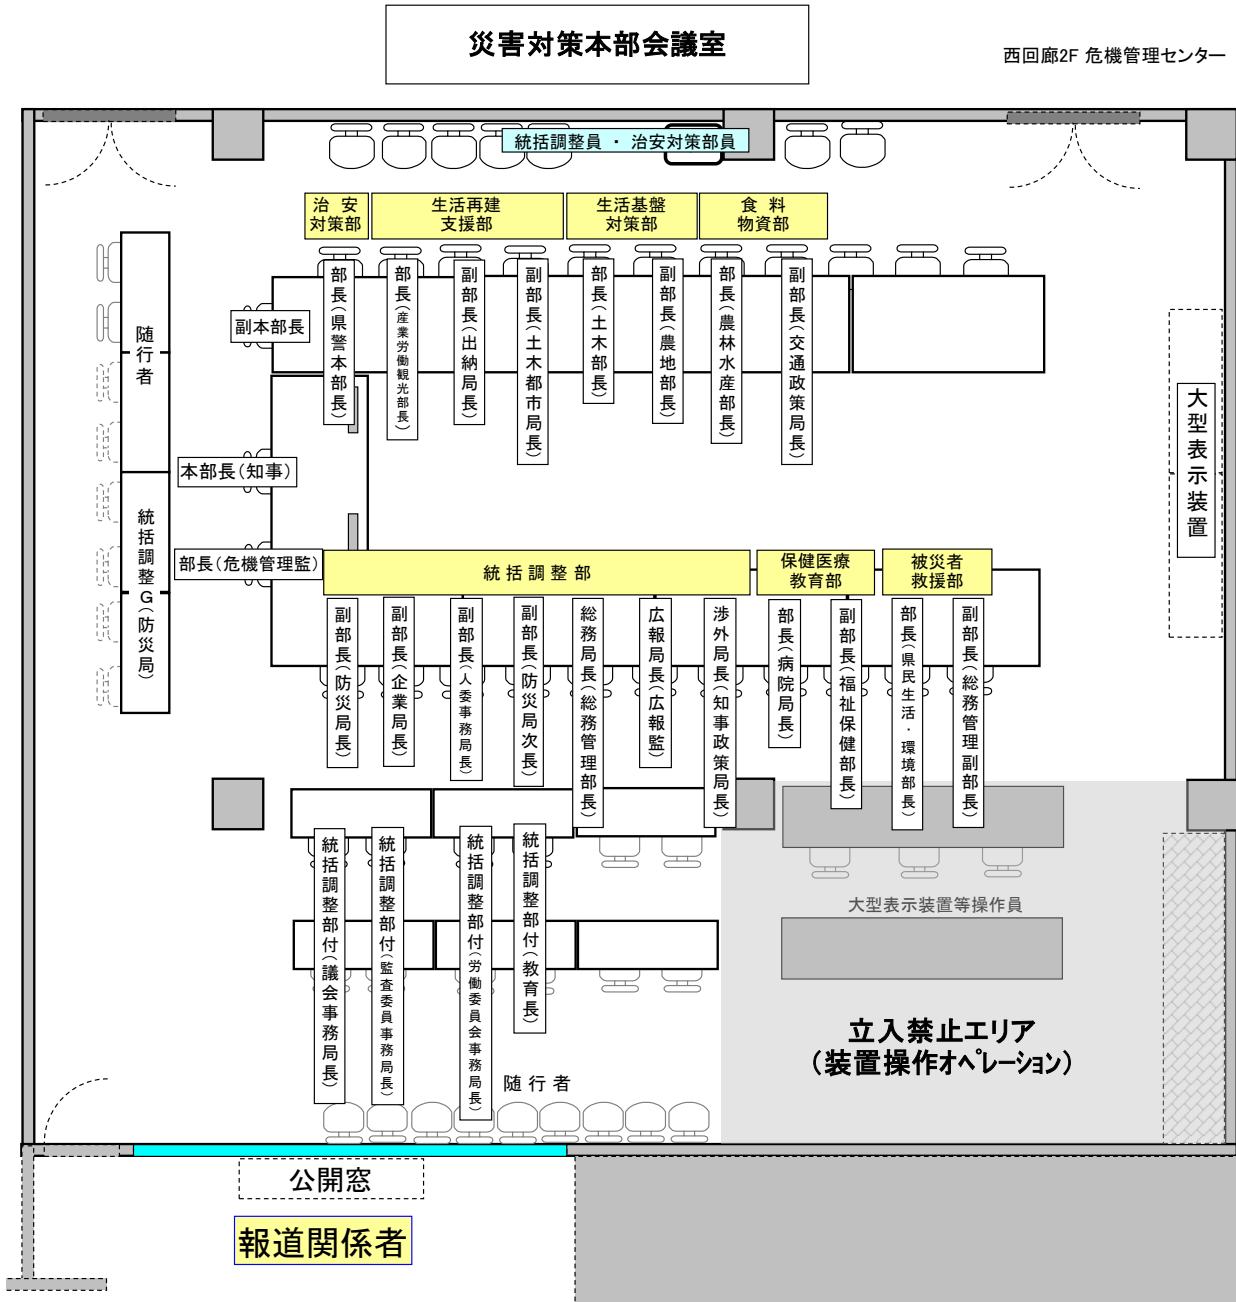 災害対策本部会議室
西回廊2F 危機管理センター
統括調整員 ・ 治安対策部員
治 安
対策部
生活再建
支援部
生活基盤
対策部
食 料
物資部
副本部長
部長(県警本部長)
部長(産業労働観光部長)
副部長(出納局長)
副部長(土木都市局長)
部長(土木部長)
副部長(農地部長)
部長(農林水産部長)
副部長(交通政策局長)
随行者
大型表示装置
本部長(知事)
統括調整G(防災局)
部長(危機管理監)
統括調整部
保健医療
教育部
被災者
救援部
副部長(防災局長)
副部長(企業局長)
副部長(人委事務局長)
副部長(防災局次長)
総務局長(総務管理部長)
広報局長(広報監)
渉外局長(知事政策局長)
部長(病院局長)
副部長(福祉保健部長)
部長(県民生活・環境部長)
副部長(総務管理副部長)
統括調整部付(議会事務局長)
統括調整部付(監査委員事務局長)
統括調整部付(労働委員会事務局長)
統括調整部付(教育長)
大型表示装置等操作員
立入禁止エリア
(装置操作オペレーション)
随行者
公開窓
報道関係者